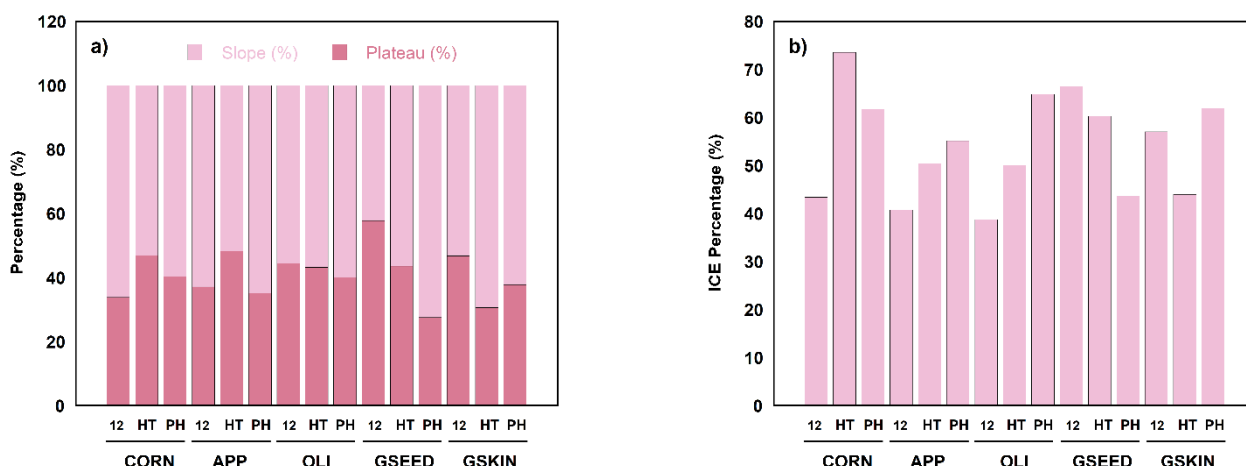 a)
Slope (%) Plateau (%)
Percentage (%)
120
100
80
60
40
20
0
12 HT PH 12 HT PH 12 HT PH 12 HT PH 12 HT PH
CORN APP OLI GSEED GSKIN
b)
ICE Percentage (%)
80
70
60
50
40
30
20
10
0
12 HT PH 12 HT PH 12 HT PH 12 HT PH 12 HT PH
CORN APP OLI GSEED GSKIN